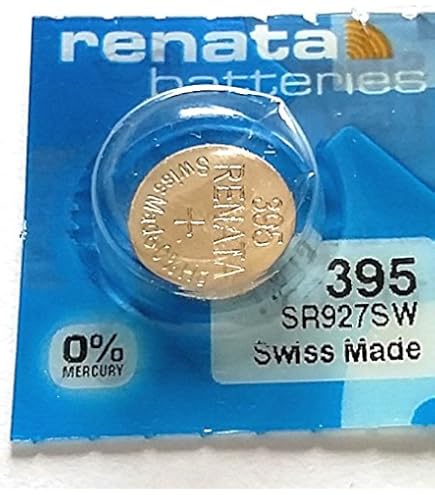 renata
batteries
RENATA
395
Swiss Made
+
395
SR927SW
Swiss Made
0%
MERCURY